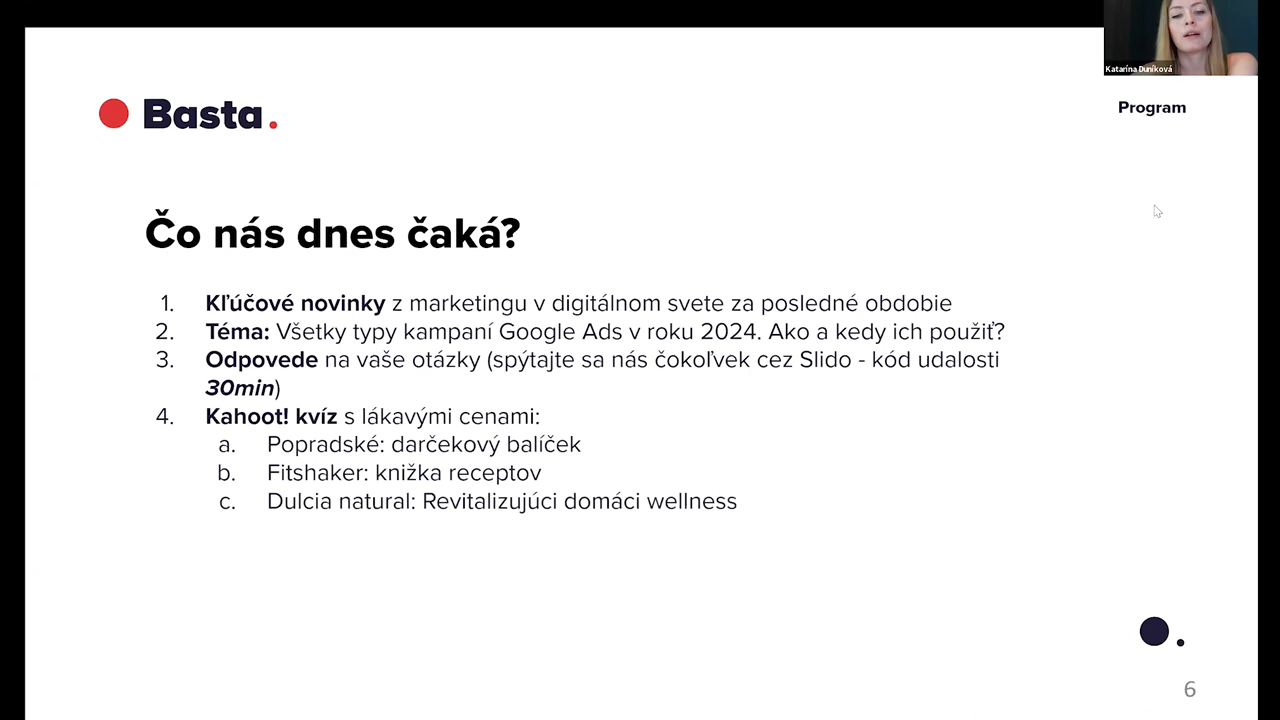 Katarína Duníková
Basta.
Program
Čo nás dnes čaká?
1. Kľúčové novinky z marketingu v digitálnom svete za posledné obdobie
2. Téma: Všetky typy kampaní Google Ads v roku 2024. Ako a kedy ich použiť?
3. Odpovede na vaše otázky (spýtajte sa nás čokoľvek cez Slido - kód udalosti
30min)
4. Kahoot! kvíz s lákavými cenami:
a. Popradské: darčekový balíček
b. Fitshaker: knižka receptov
c. Dulcia natural: Revitalizujúci domáci wellness
6